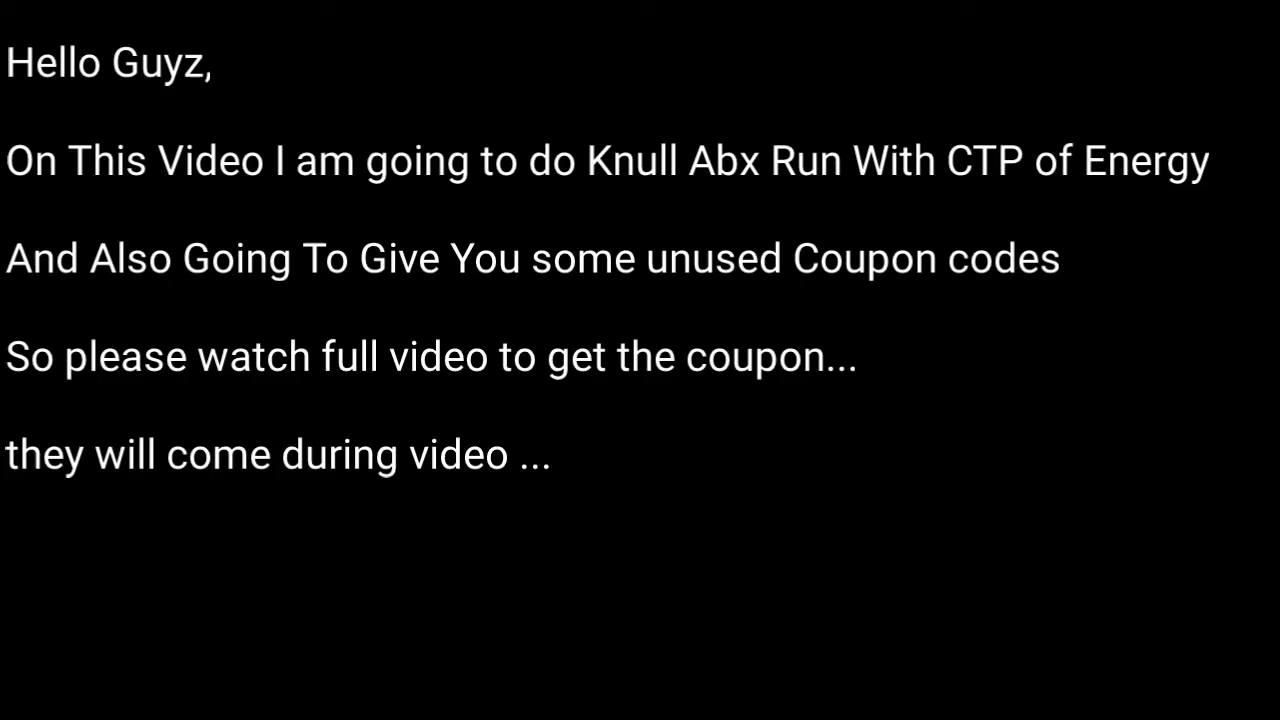 Hello Guyz,
On This Video I am going to do Knull Abx Run With CTP of Energy
And Also Going To Give You some unused Coupon codes
So please watch full video to get the coupon...
they will come during video ...